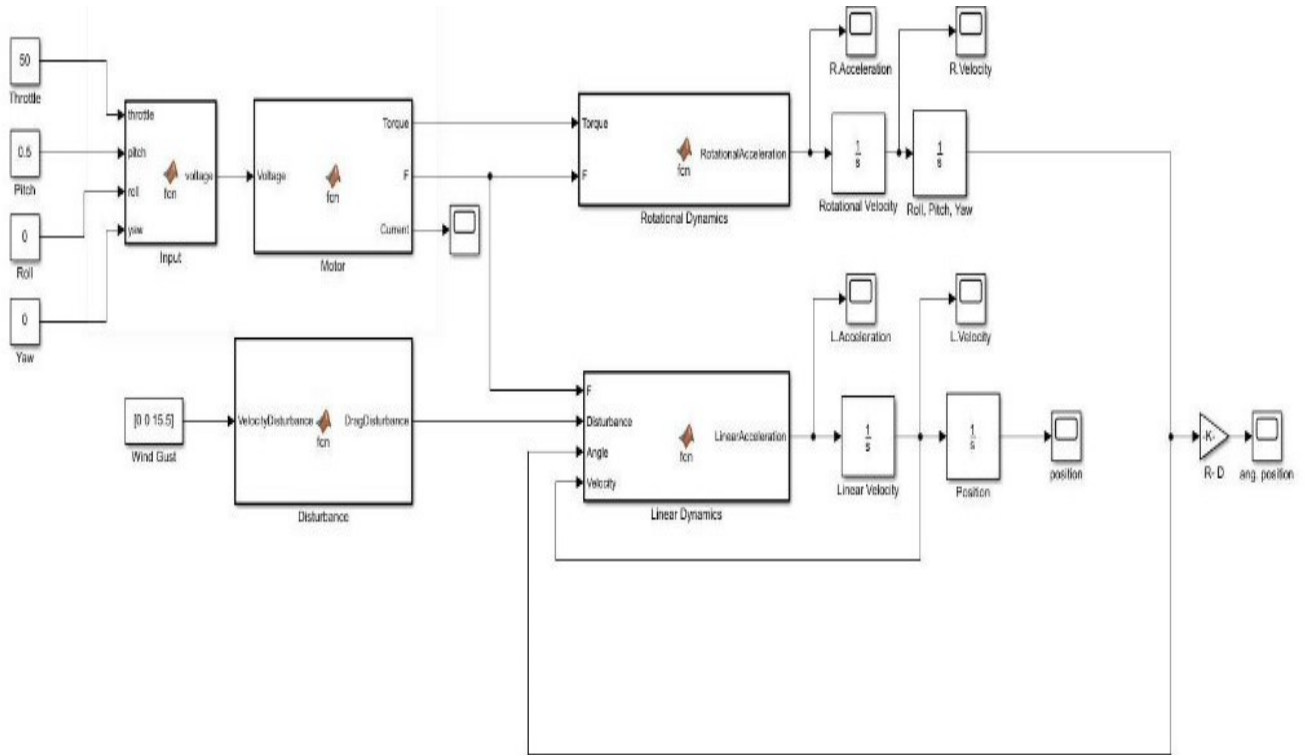 50
Throttle
0.5
Pitch
0
Roll
0
Yaw
throttle
pitch
roll
yaw
voltage
fcn
Input
Voltage
fcn
Torque
F
Current
Motor
Torque
F
fcn
RotationalAcceleration
Rotational Dynamics
R.Acceleration
R.Velocity
1
s
Rotational Velocity
1
s
Roll, Pitch, Yaw
[0 0 15.5]
Wind Gust
VelocityDisturbance
fcn
DragDisturbance
Disturbance
F
Disturbance
Angle
Velocity
fcn
LinearAcceleration
Linear Dynamics
L.Acceleration
L.Velocity
1
s
Linear Velocity
1
s
Position
position
-K-
R- D
ang. position